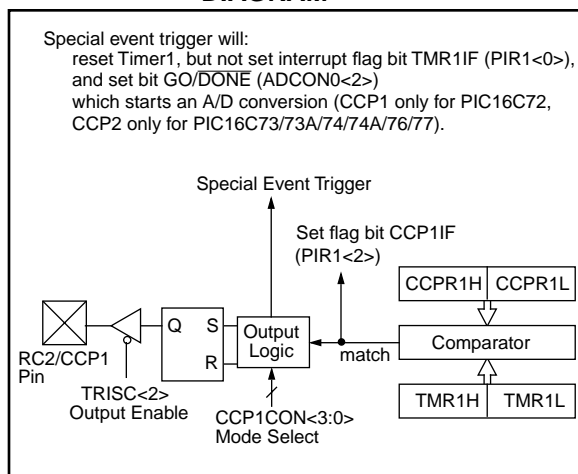 DIAGRAM
Special event trigger will:
reset Timer1, but not set interrupt flag bit TMR1IF (PIR1<0>),
and set bit GO/DONE (ADCON0<2>)
which starts an A/D conversion (CCP1 only for PIC16C72,
CCP2 only for PIC16C73/73A/74/74A/76/77).
Special Event Trigger
Set flag bit CCP1IF
(PIR1<2>)
CCPR1H CCPR1L
Q S
R
Output
Logic
match
Comparator
RC2/CCP1
Pin
TRISC<2>
Output Enable
CCP1CON<3:0>
Mode Select
TMR1H TMR1L